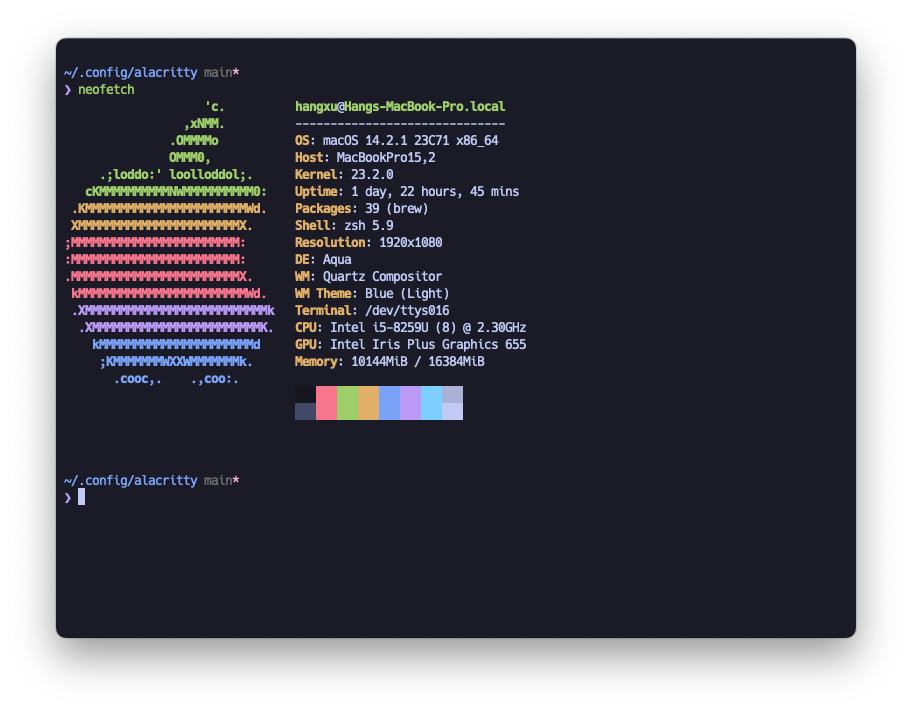 ~/.config/alacritty main*
❯ neofetch
                    'c.          hangxu@Hangs-MacBook-Pro.local
                 ,xNMM.          ------------------------------
               .OMMMMo           OS: macOS 14.2.1 23C71 x86_64
               OMMM0,            Host: MacBookPro15,2
     .;loddo:' loolloddol;.      Kernel: 23.2.0
   cKMMMMMMMMMMNWMMMMMMMMMM0:    Uptime: 1 day, 22 hours, 45 mins
 .KMMMMMMMMMMMMMMMMMMMMMMMWd.    Packages: 39 (brew)
 XMMMMMMMMMMMMMMMMMMMMMMMX.      Shell: zsh 5.9
;MMMMMMMMMMMMMMMMMMMMMMMM:       Resolution: 1920x1080
:MMMMMMMMMMMMMMMMMMMMMMMM:       DE: Aqua
.MMMMMMMMMMMMMMMMMMMMMMMMX.      WM: Quartz Compositor
 kMMMMMMMMMMMMMMMMMMMMMMMMWd.    WM Theme: Blue (Light)
 .XMMMMMMMMMMMMMMMMMMMMMMMMMMk   Terminal: /dev/ttys016
  .XMMMMMMMMMMMMMMMMMMMMMMMMK.   CPU: Intel i5-8259U (8) @ 2.30GHz
    kMMMMMMMMMMMMMMMMMMMMMMd     GPU: Intel Iris Plus Graphics 655
     ;KMMMMMMMWXXWMMMMMMMk.      Memory: 10144MiB / 16384MiB
       .cooc,.    .,coo:.
~/.config/alacritty main*
❯